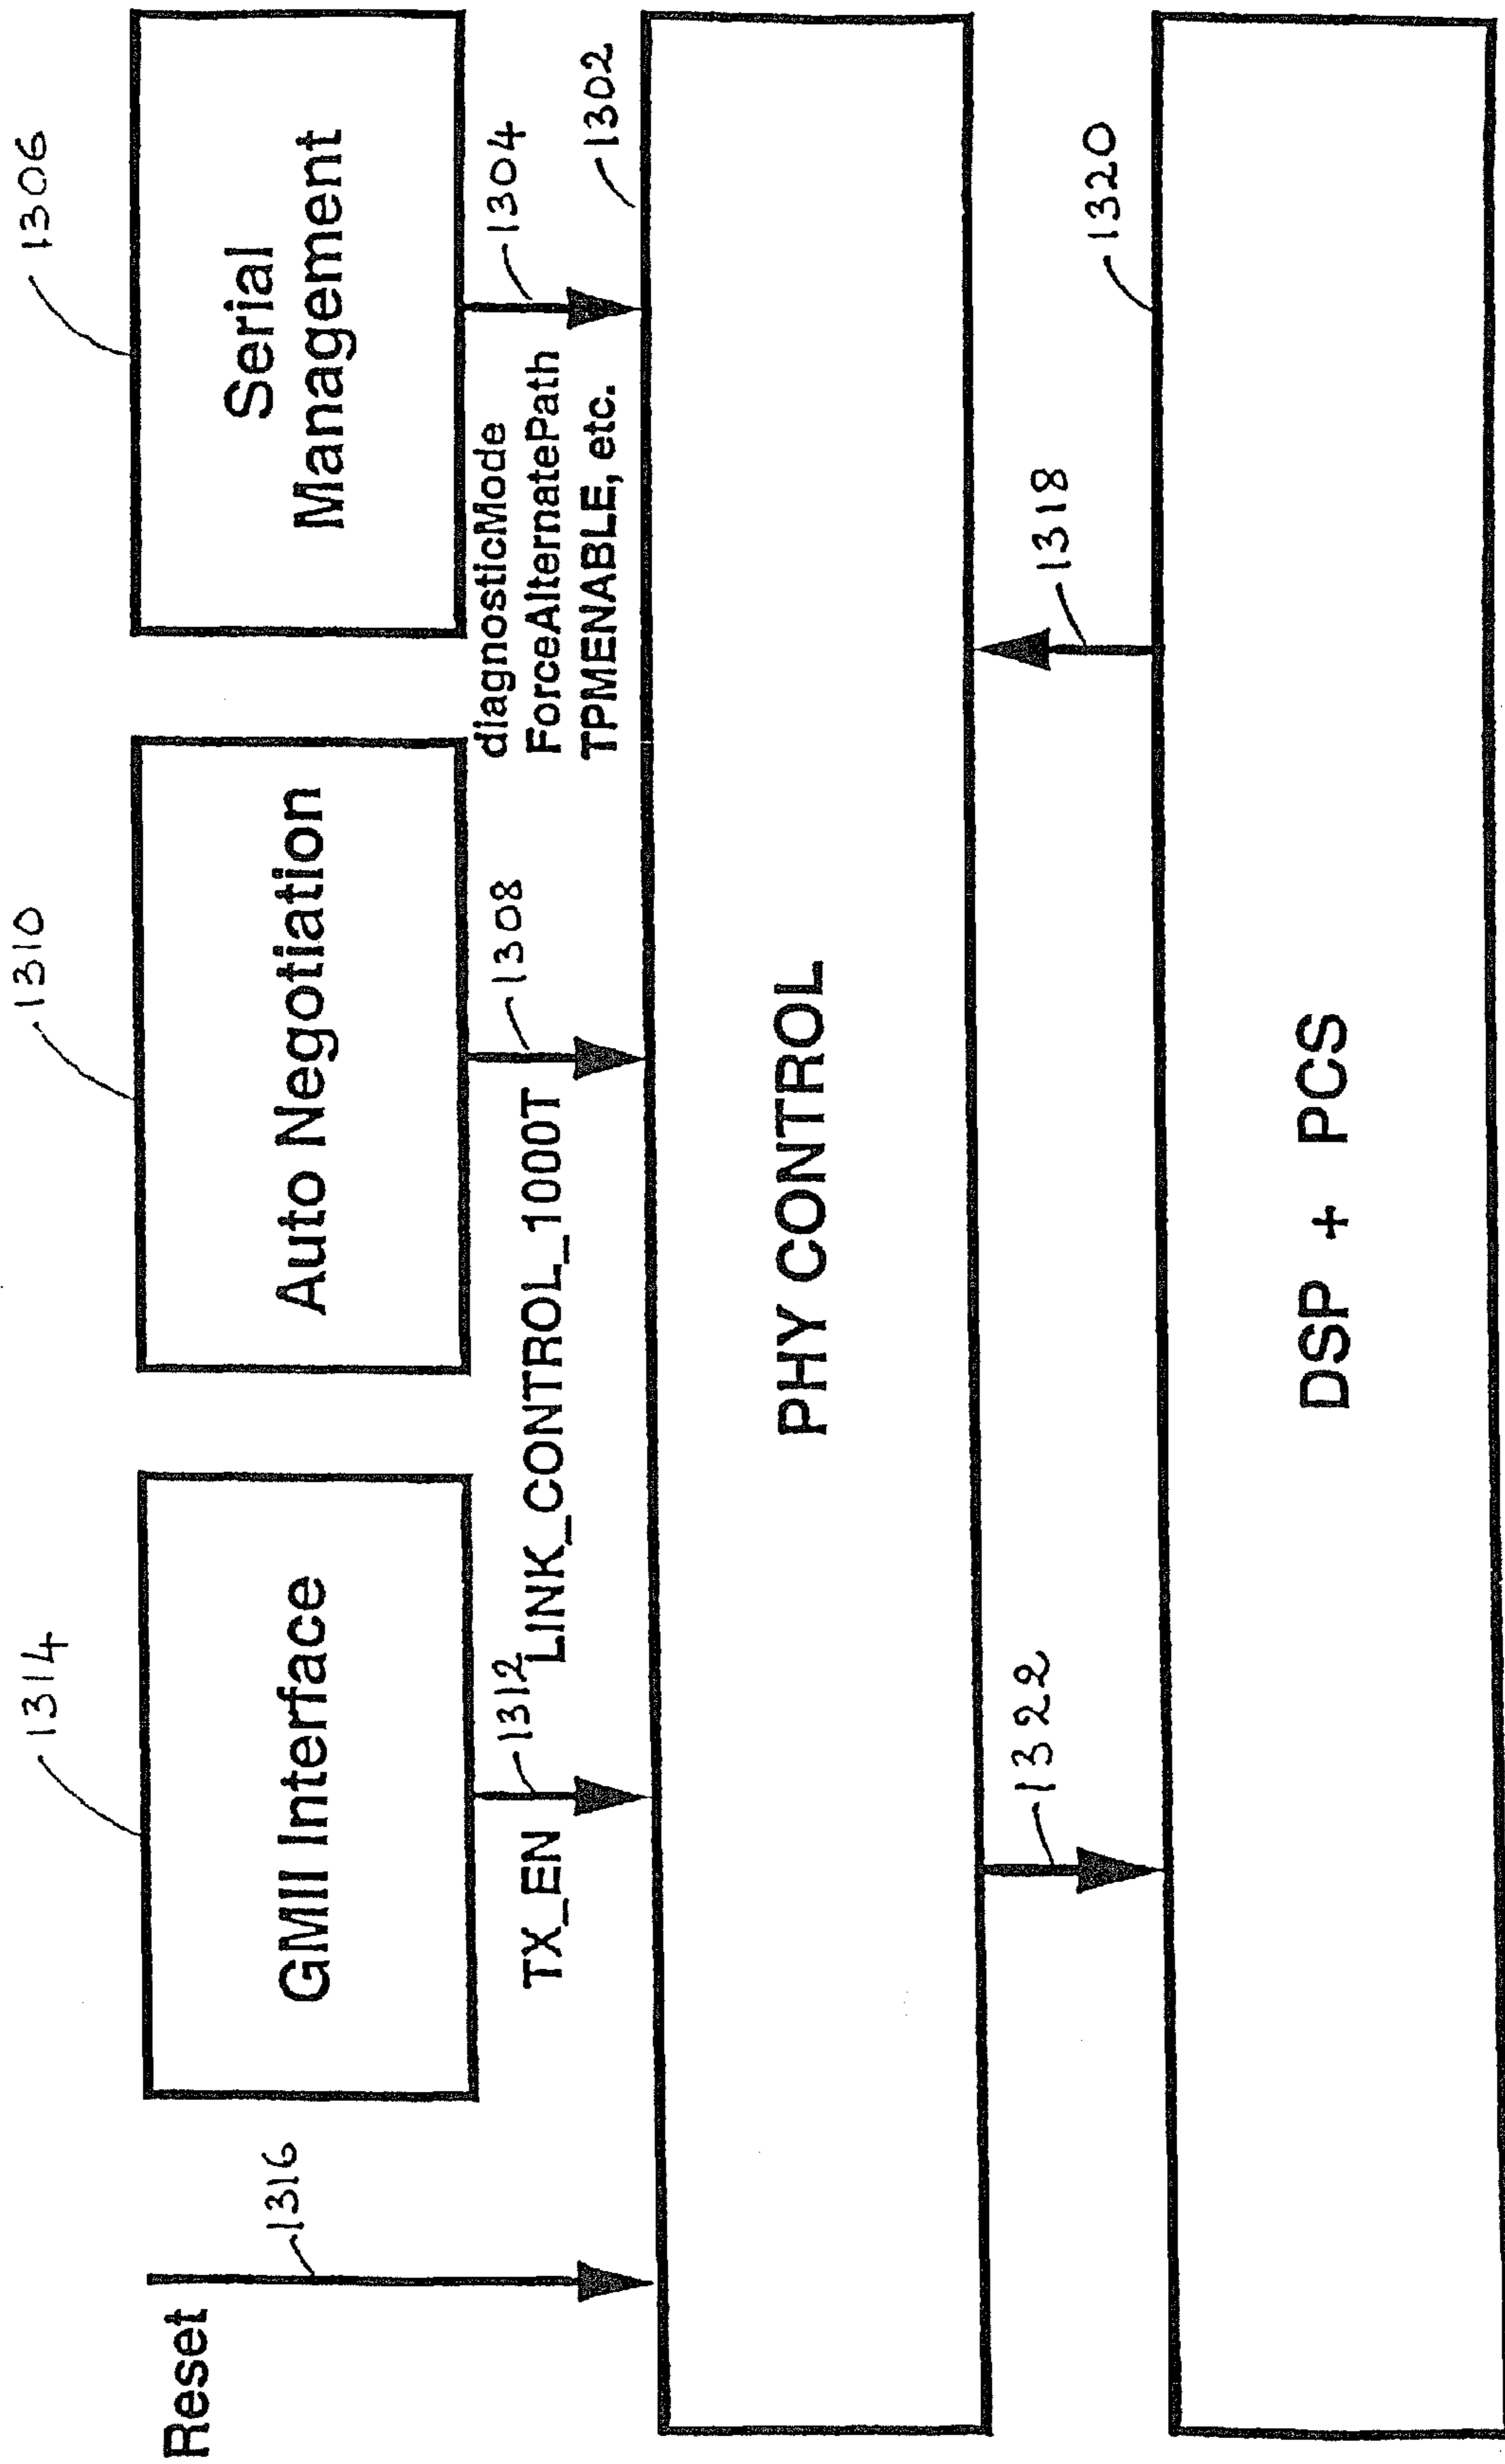 1314
1310
1306
Reset
1316
GMII Interface
Auto Negotiation
Serial
Management
TX_EN
1312
LINK_CONTROL_1000T
1308
diagnosticMode
ForceAlternatePath
TPMENABLE, etc.
1304
1302
PHY CONTROL
1322
1318
1320
DSP + PCS